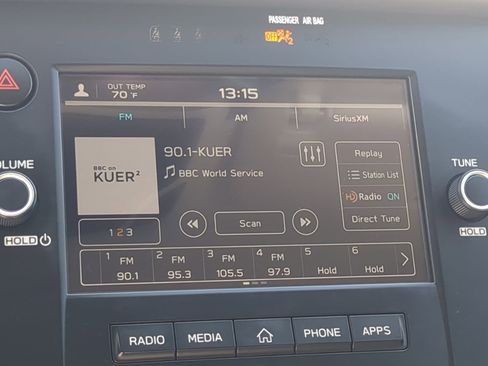 PASSENGER AIR BAG
OFF
OUT TEMP
70 °F
13:15
FM AM SiriusXM
BBC on
KUER²
90.1-KUER
BBC World Service
Replay
Station List
HD Radio ON
Direct Tune
1 2 3
Scan
1 FM 90.1
2 FM 95.3
3 FM 105.5
4 FM 97.9
5 Hold
6 Hold
VOLUME
HOLD
TUNE
HOLD
RADIO
MEDIA
PHONE
APPS